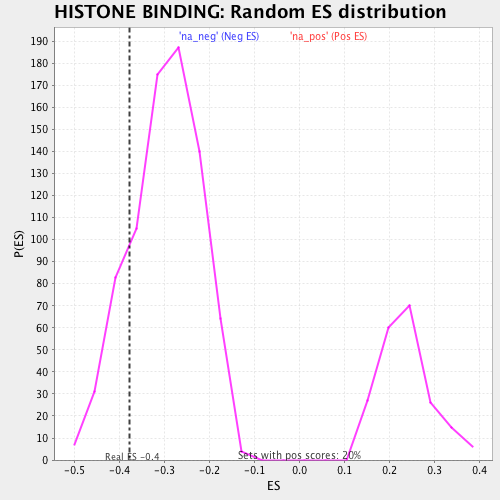 HISTONE BINDING: Random ES distribution
'na_neg' (Neg ES) 'na_pos' (Pos ES)
190
180
170
160
150
140
130
120
110
100
90
80
70
60
50
40
30
20
10
0
P(ES)
Real ES -0.4
Sets with pos scores: 20%
-0.5 -0.4 -0.3 -0.2 -0.1 0.0 0.1 0.2 0.3 0.4
ES